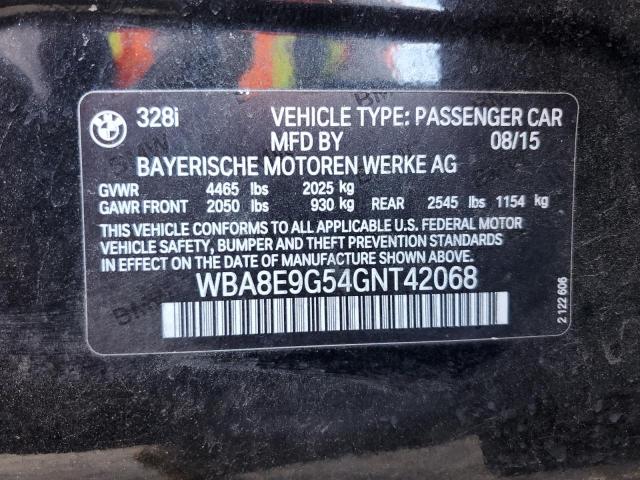 328i VEHICLE TYPE: PASSENGER CAR
MFD BY 08/15
BAYERISCHE MOTOREN WERKE AG
GVWR 4465 lbs 2025 kg
GAWR FRONT 2050 lbs 930 kg REAR 2545 lbs 1154 kg
THIS VEHICLE CONFORMS TO ALL APPLICABLE U.S. FEDERAL MOTOR
VEHICLE SAFETY, BUMPER AND THEFT PREVENTION STANDARDS
IN EFFECT ON THE DATE OF MANUFACTURE SHOWN ABOVE.
WBA8E9G54GNT42068
2 122 606